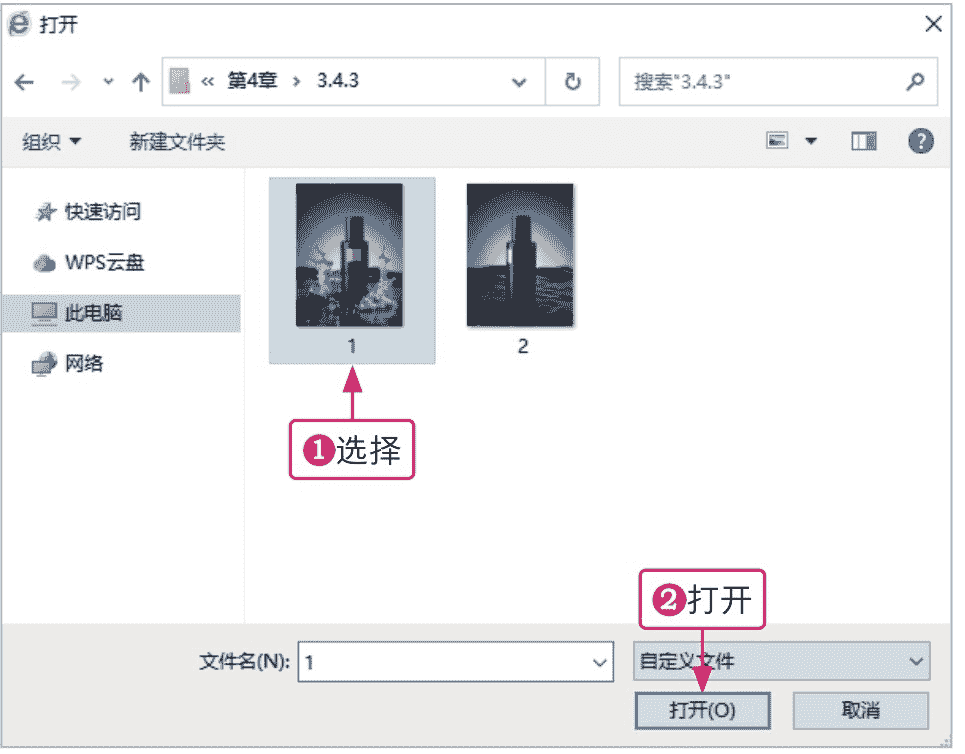 打开
« 第4章 › 3.4.3
搜索"3.4.3"
组织
新建文件夹
快速访问
WPS云盘
此电脑
网络
1
2
❶选择
❷打开
文件名(N):
1
自定义文件
打开(O)
取消